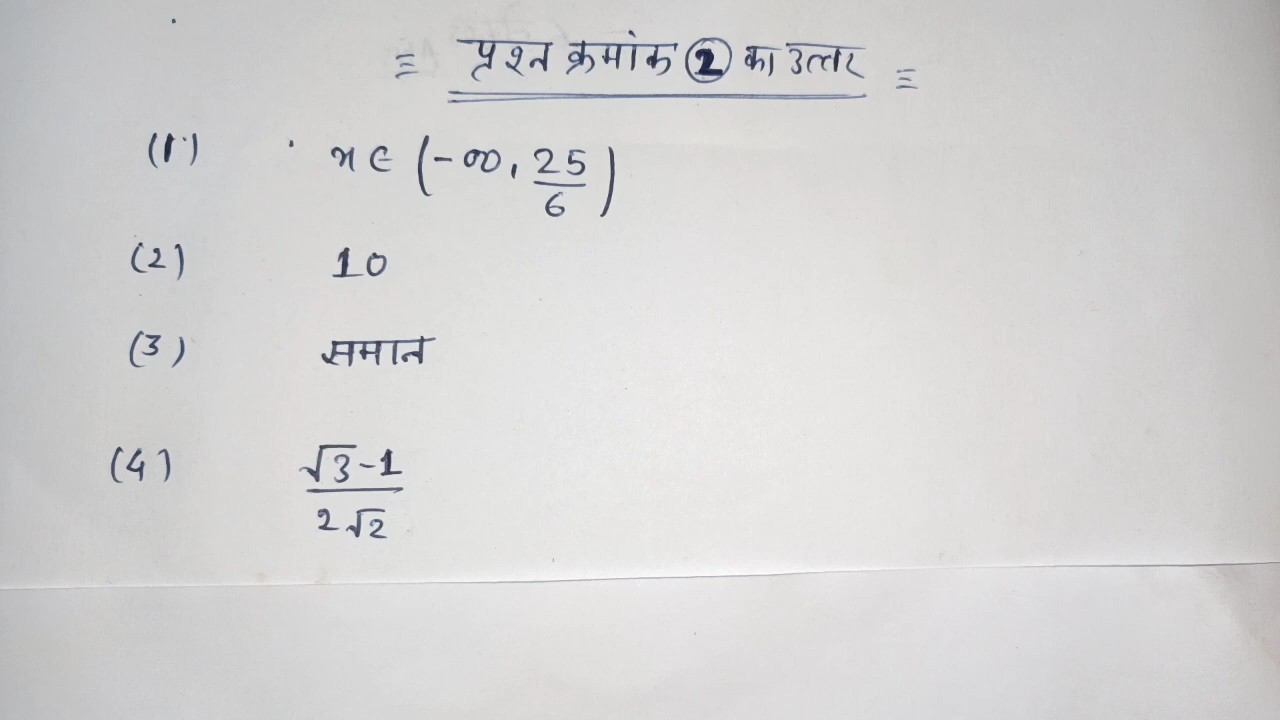 = प्रश्न क्रमांक 2 का उत्तर =
(1) x ∈ (-∞, 25/6)
(2) 10
(3) समान
(4) √3-1 / 2√2